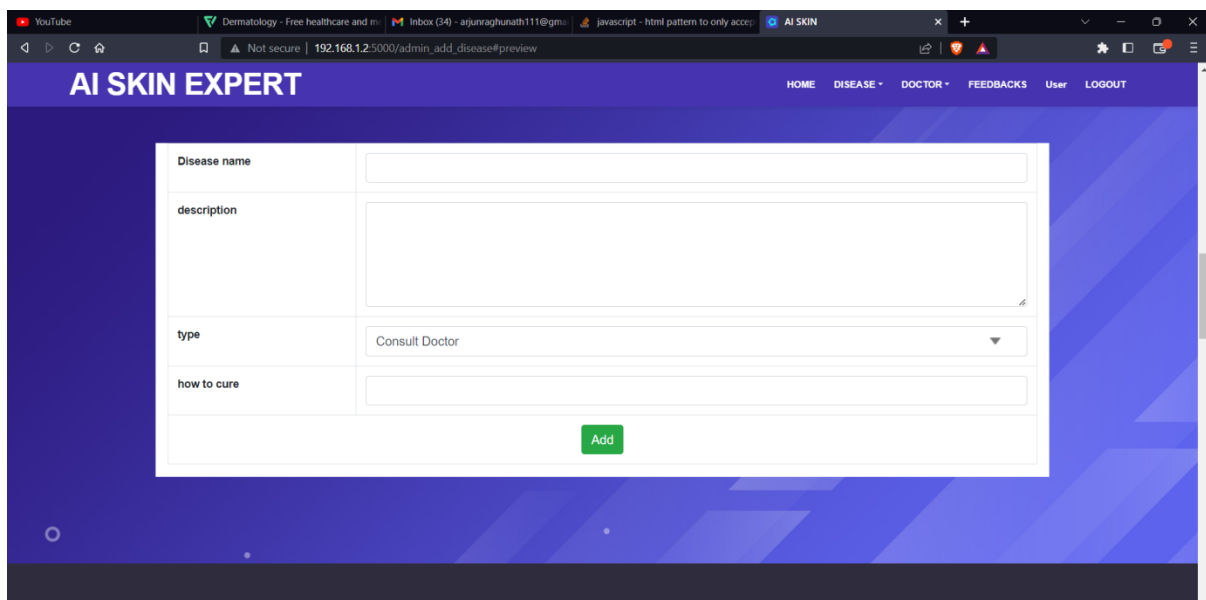 YouTube
Dermatology - Free healthcare and me
Inbox (34) - arjunraghunath111@gmai
javascript - html pattern to only accep
AI SKIN
Not secure | 192.168.1.2:5000/admin_add_disease#preview
AI SKIN EXPERT
HOME DISEASE DOCTOR FEEDBACKS User LOGOUT
Disease name
description
type
Consult Doctor
how to cure
Add